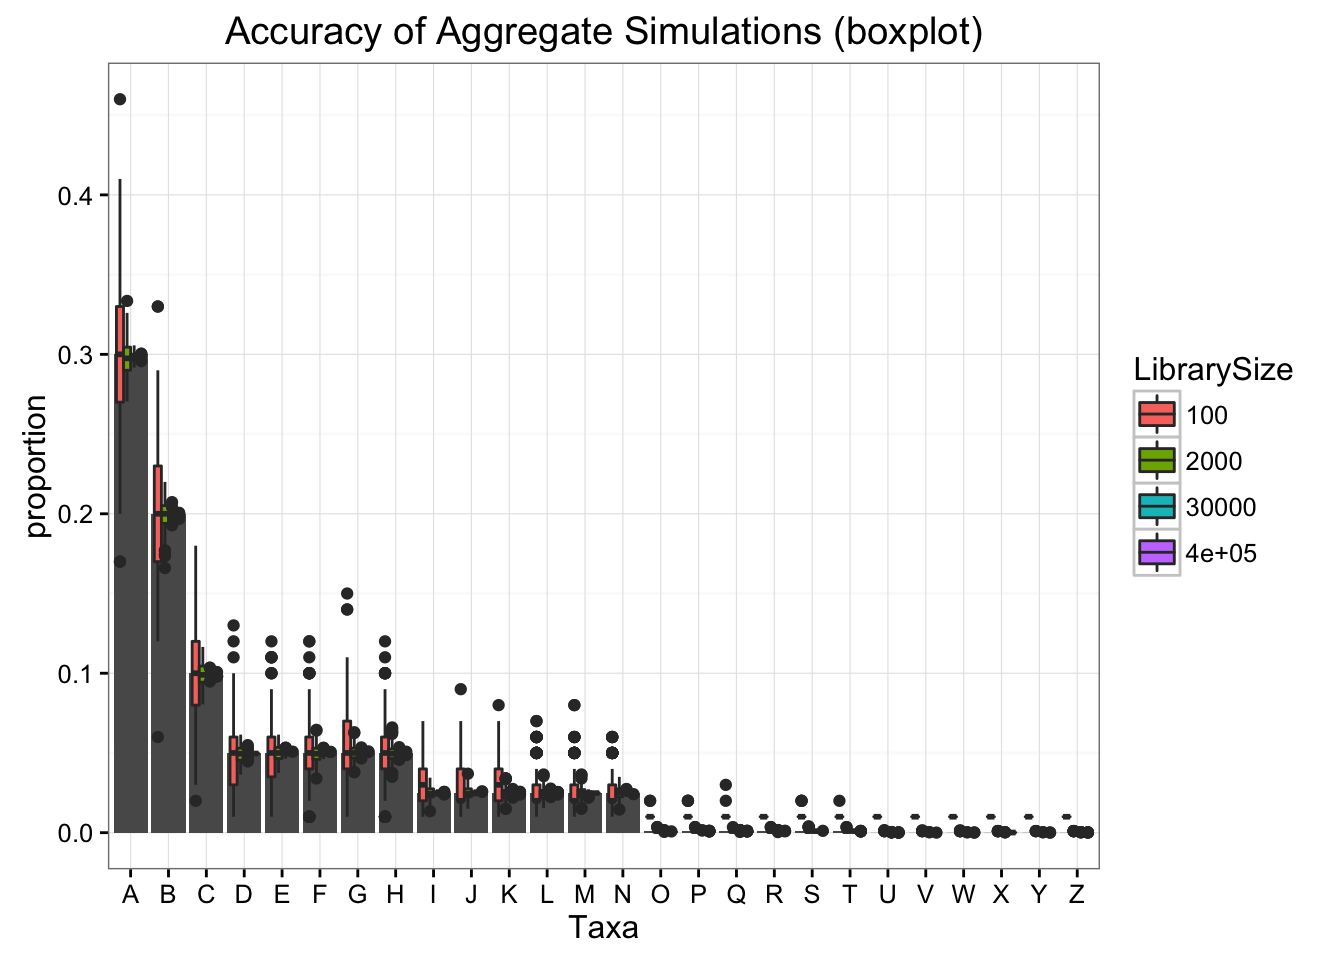 Accuracy of Aggregate Simulations (boxplot)
proportion
0.4
0.3
0.2
0.1
0.0
A B C D E F G H I J K L M N O P Q R S T U V W X Y Z
Taxa
LibrarySize
100
2000
30000
4e+05